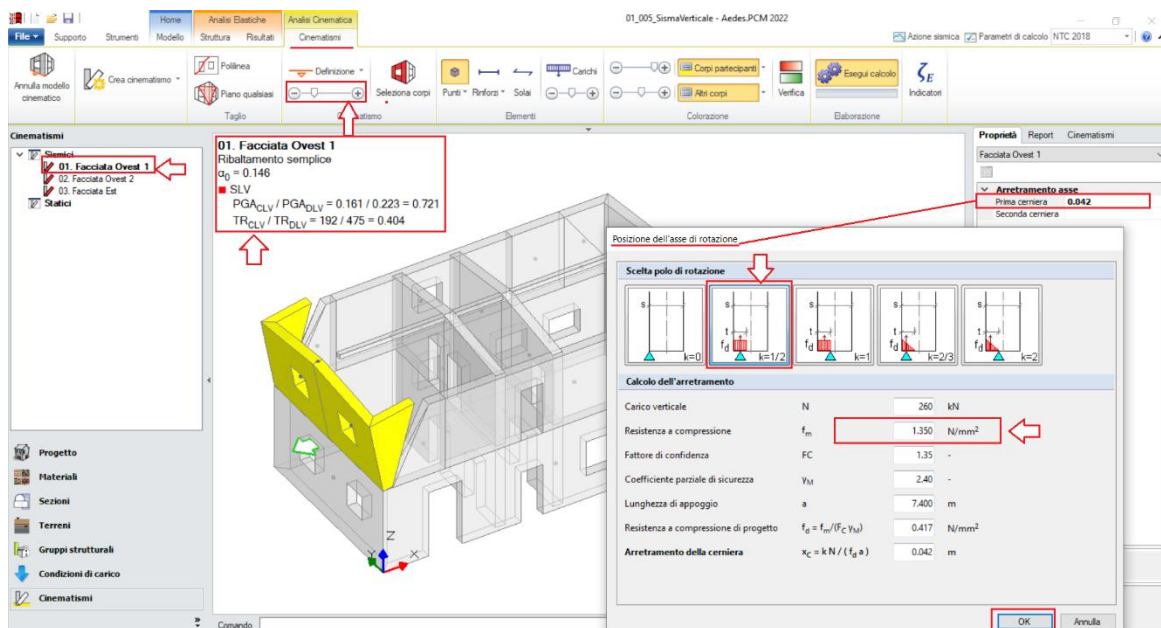 01_005_SismaVerticale - Aedes.PCM 2022
Home Analisi Elastiche Analisi Cinematica
File Supporto Strumenti Modello Struttura Risultati Cinematismi
Azione sismica Parametri di calcolo NTC 2018
Annulla modello cinematico
Crea cinematismo
Polilinea
Piano qualsiasi
Taglio
Definizione
Seleziona corpi
Punti Rinforzi Solai
Carichi
Elementi
Corpi partecipanti
Altri corpi
Colorazione
Verifica
Esegui calcolo
Elaborazione
ζE
Indicatori
Cinematismi
Sismici
01. Facciata Ovest 1
02. Facciata Ovest 2
03. Facciata Est
Statici
01. Facciata Ovest 1
Ribaltamento semplice
α0 = 0.146
SLV
PGACLV / PGADLV = 0.161 / 0.223 = 0.721
TRCLV / TRDLV = 192 / 475 = 0.404
Z
Y X
Comando
Proprietà Report Cinematismi
Facciata Ovest 1
Arretramento asse
Prima cerniera 0.042
Seconda cerniera
Posizione dell'asse di rotazione
Scelta polo di rotazione
s k=0
s t fd k=1/2
s t fd k=1
s t fd k=2/3
s t fd k=2
Calcolo dell'arretramento
Carico verticale N 260 kN
Resistenza a compressione fm 1.350 N/mm²
Fattore di confidenza FC 1.35 -
Coefficiente parziale di sicurezza γM 2.40 -
Lunghezza di appoggio a 7.400 m
Resistenza a compressione di progetto fd = fm/(FC γM) 0.417 N/mm²
Arretramento della cerniera xC = k N / ( fd a ) 0.042 m
OK Annulla
Progetto
Materiali
Sezioni
Terreni
Gruppi strutturali
Condizioni di carico
Cinematismi